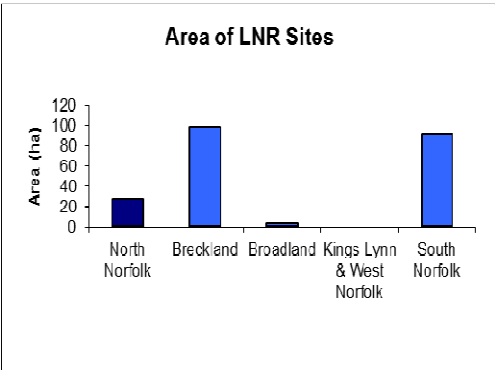 Area of LNR Sites
Area (ha)
120
100
80
60
40
20
0
North Norfolk
Breckland
Broadland
Kings Lynn & West Norfolk
South Norfolk